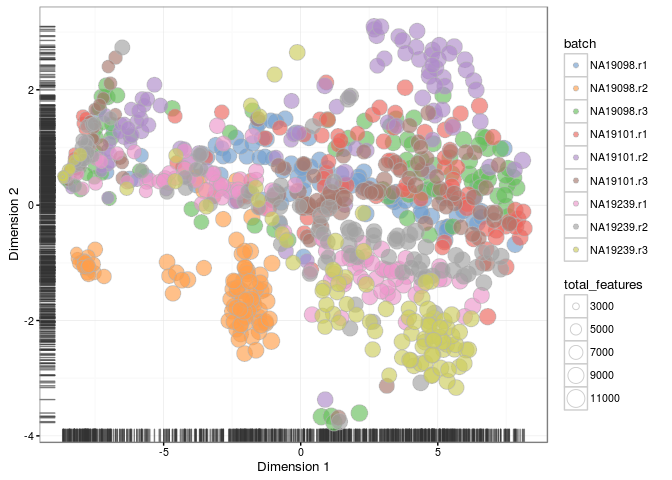 2
0
-2
-4
-5
0
5
Dimension 1
Dimension 2
batch
NA19098.r1
NA19098.r2
NA19098.r3
NA19101.r1
NA19101.r2
NA19101.r3
NA19239.r1
NA19239.r2
NA19239.r3
total_features
3000
5000
7000
9000
11000